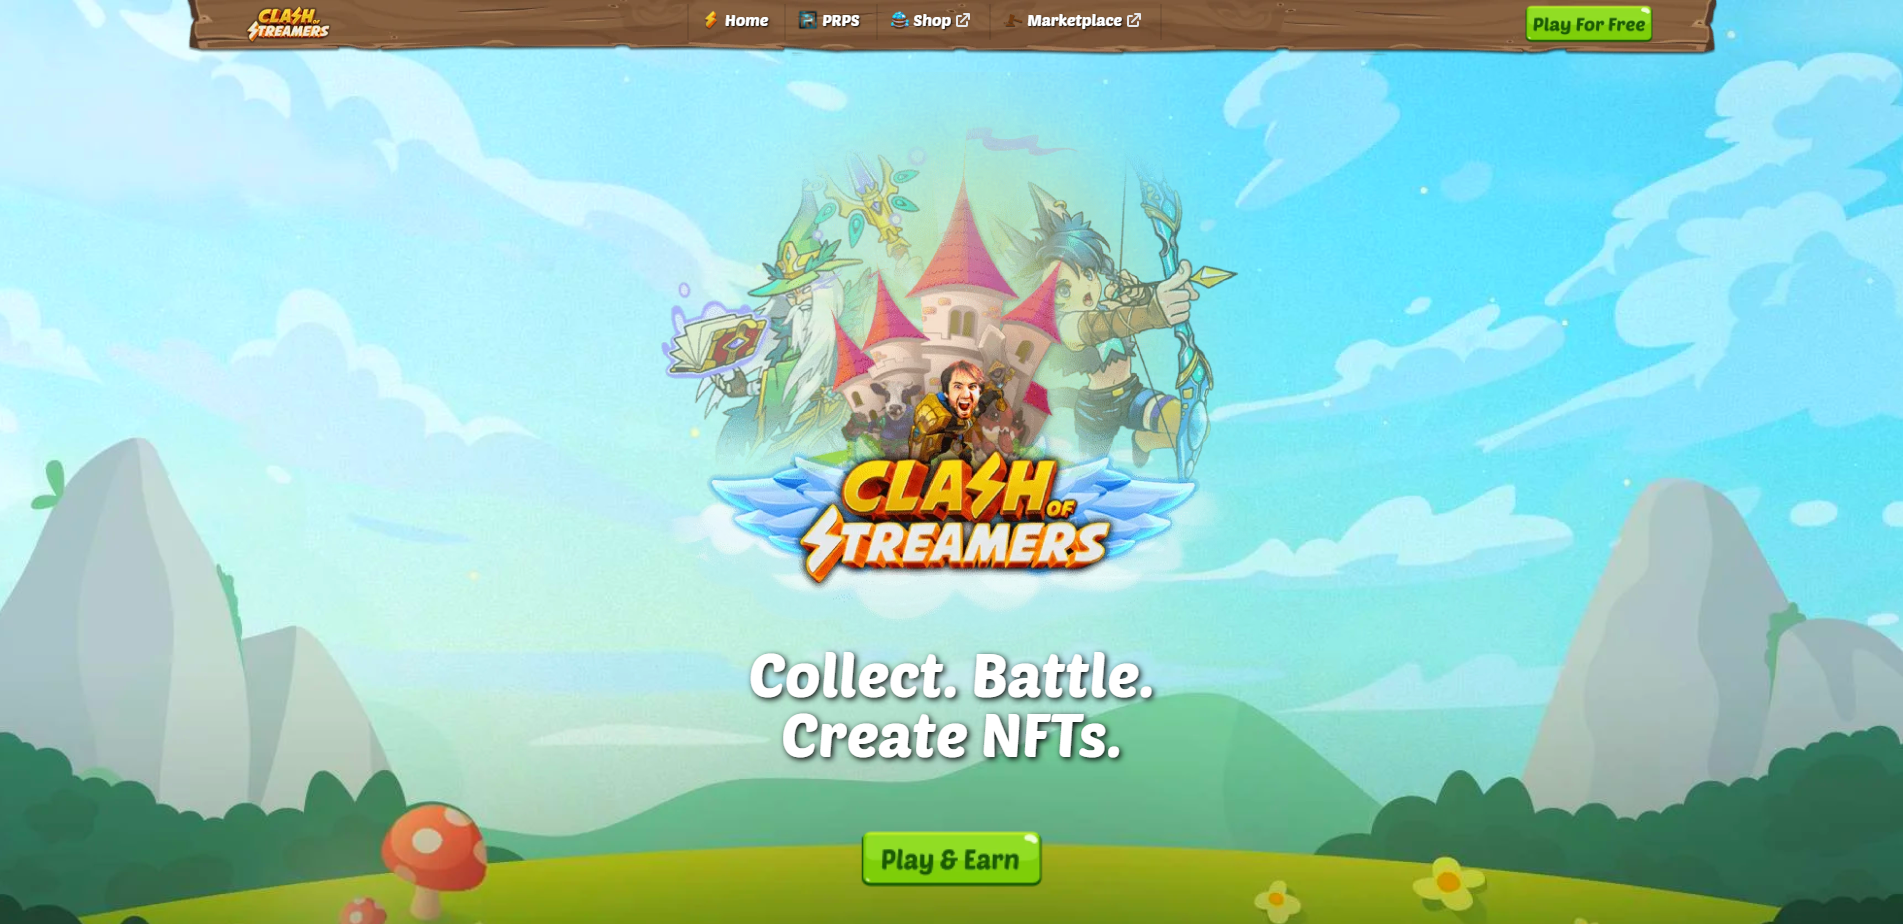 CLASH OF
STREAMERS
Home
PRPS
Shop
Marketplace
Play For Free
CLASH OF
STREAMERS
Collect. Battle.
Create NFTs.
Play & Earn